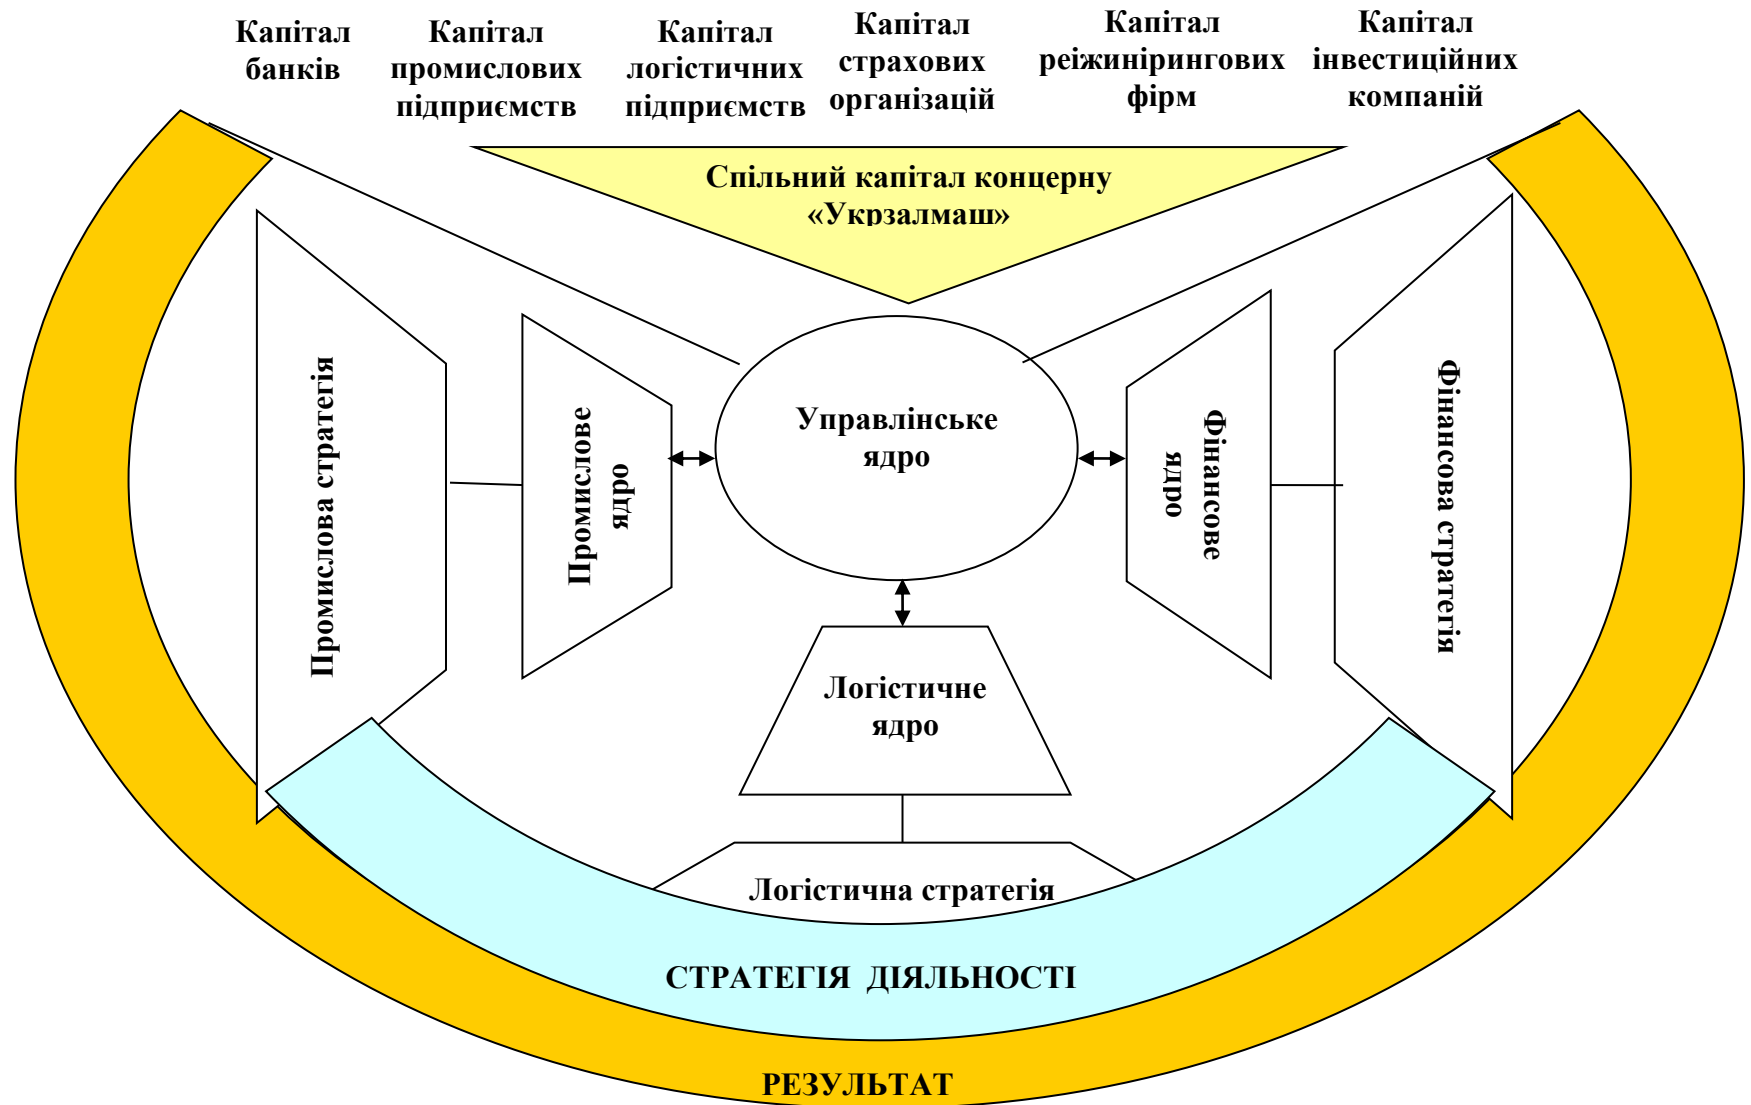 Капітал
банків
Капітал
промислових
підприємств
Капітал
логістичних
підприємств
Капітал
страхових
організацій
Капітал
реіжинірингових
фірм
Капітал
інвестиційних
компаній
Спільний капітал концерну
«Укрзалмаш»
Промислова стратегія
Промислове
ядро
Управлінське
ядро
Фінансове
ядро
Фінансова стратегія
Логістичне
ядро
Логістична стратегія
СТРАТЕГІЯ ДІЯЛЬНОСТІ
РЕЗУЛЬТАТ